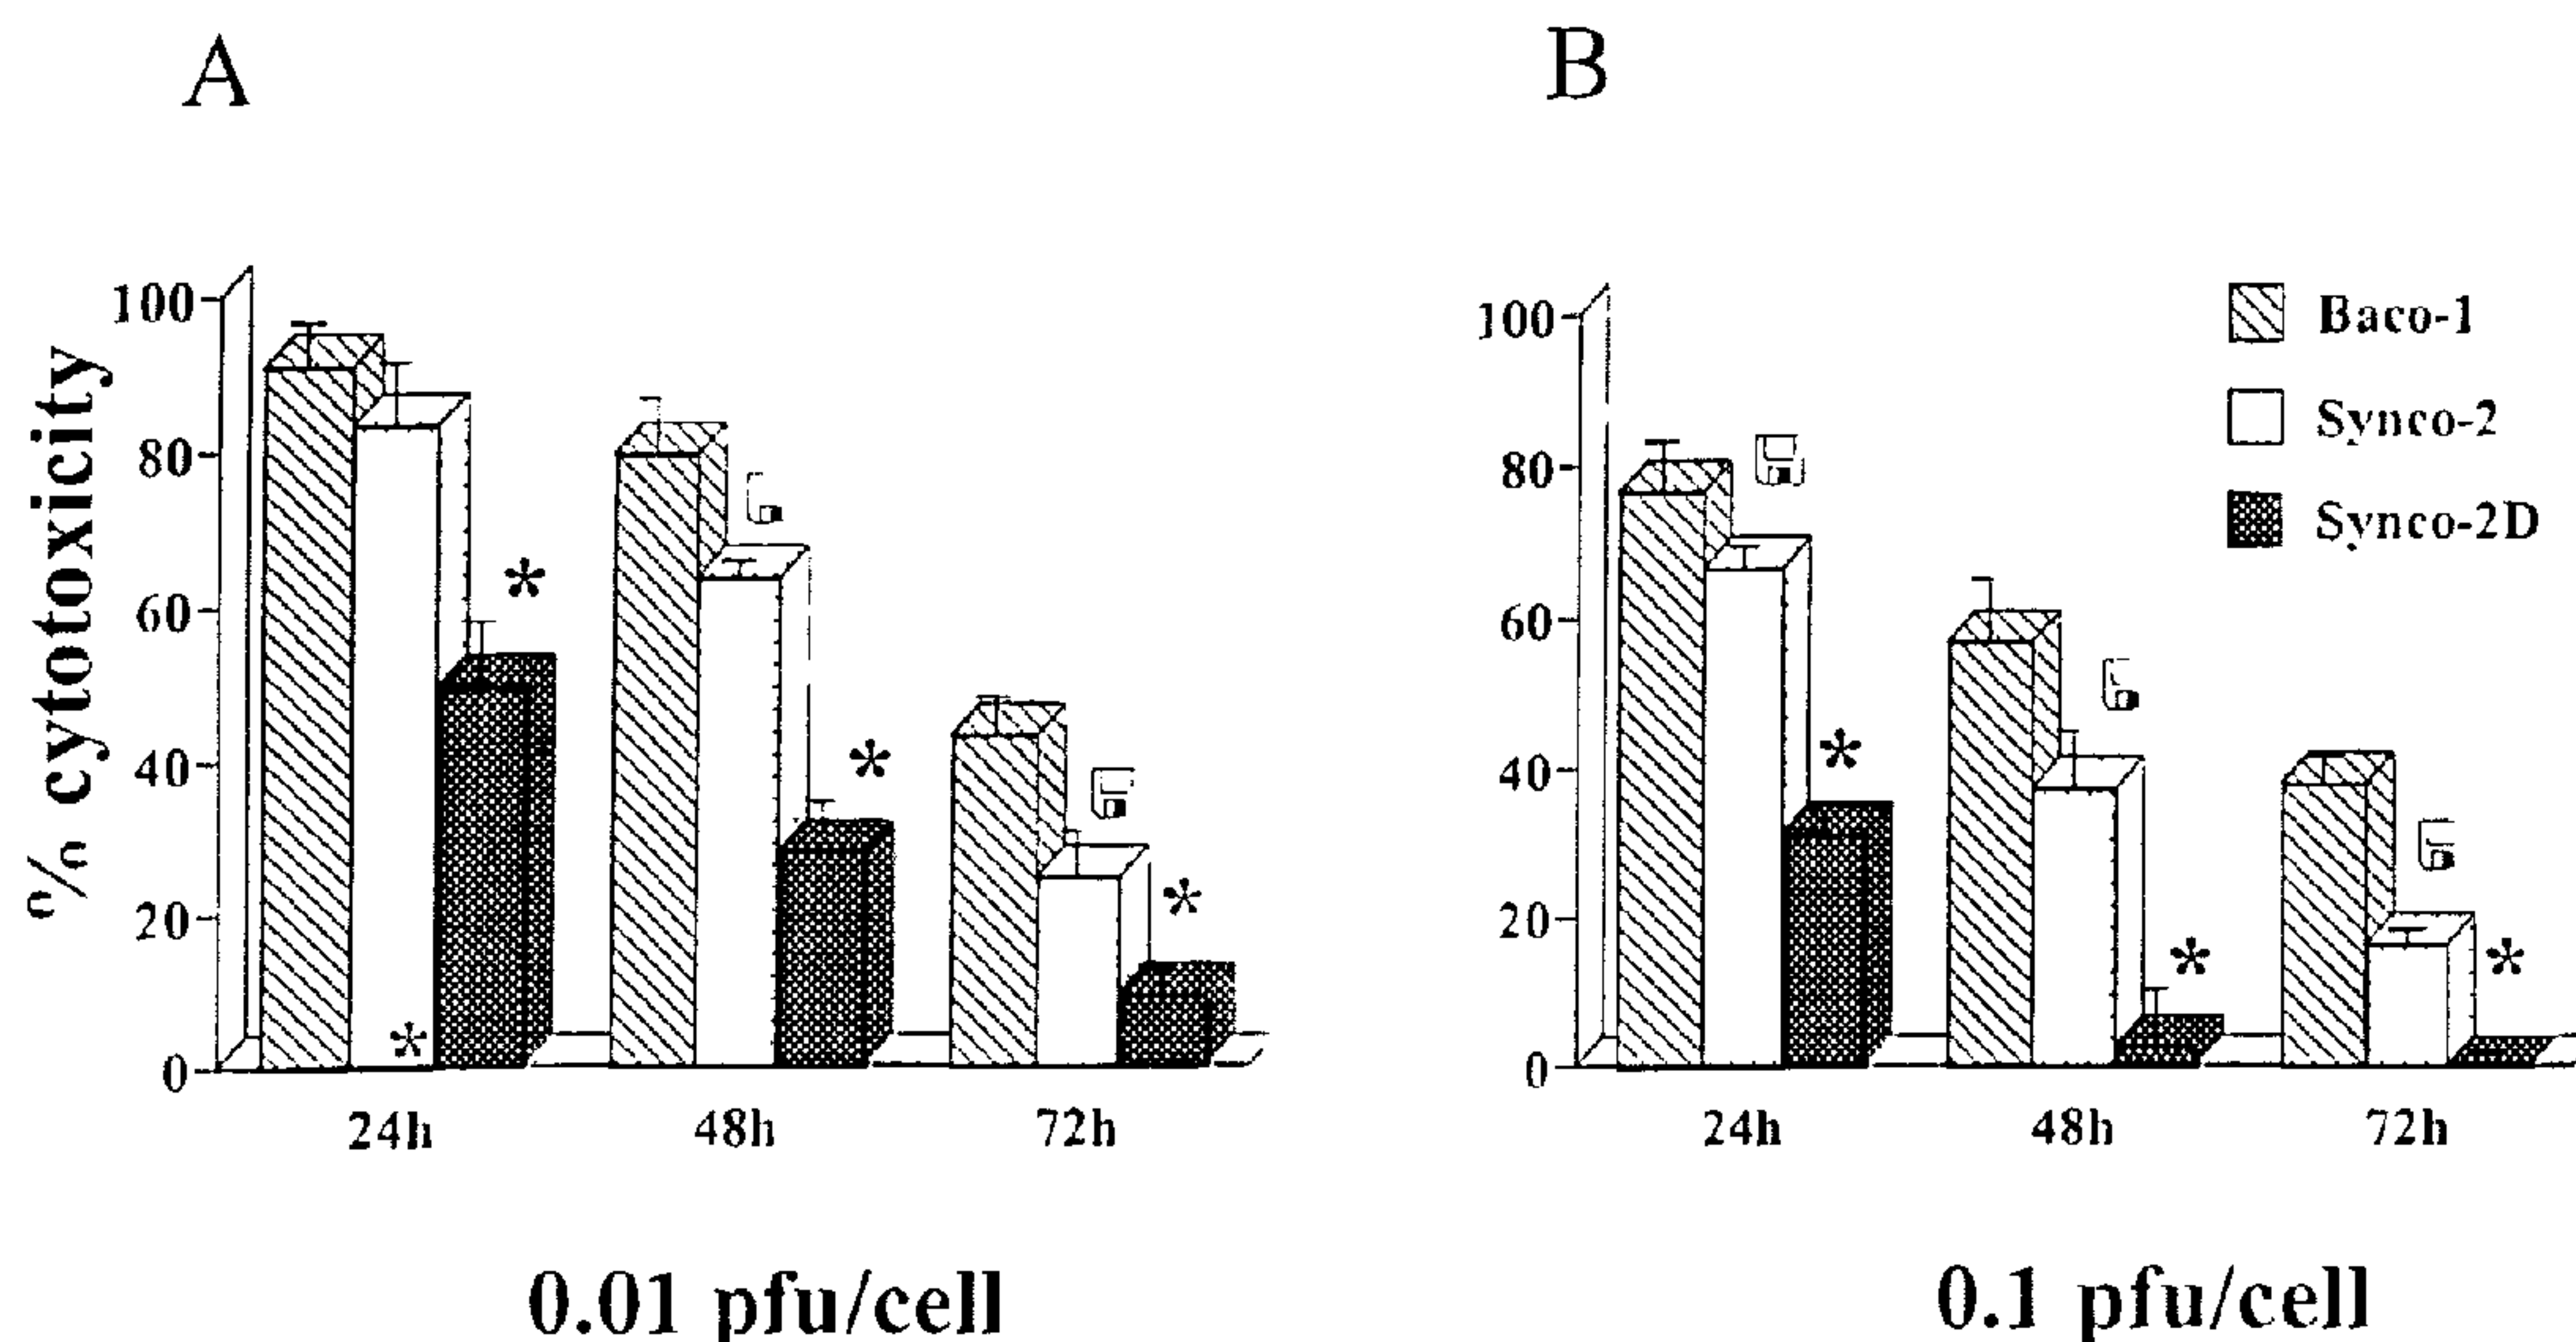 A
B
% cytotoxicity
100
80
60
40
20
0
24h
48h
72h
0.01 pfu/cell
100
80
60
40
20
0
24h
48h
72h
0.1 pfu/cell
Baco-1
Synco-2
Synco-2D
*
*
*
*
*
*
*